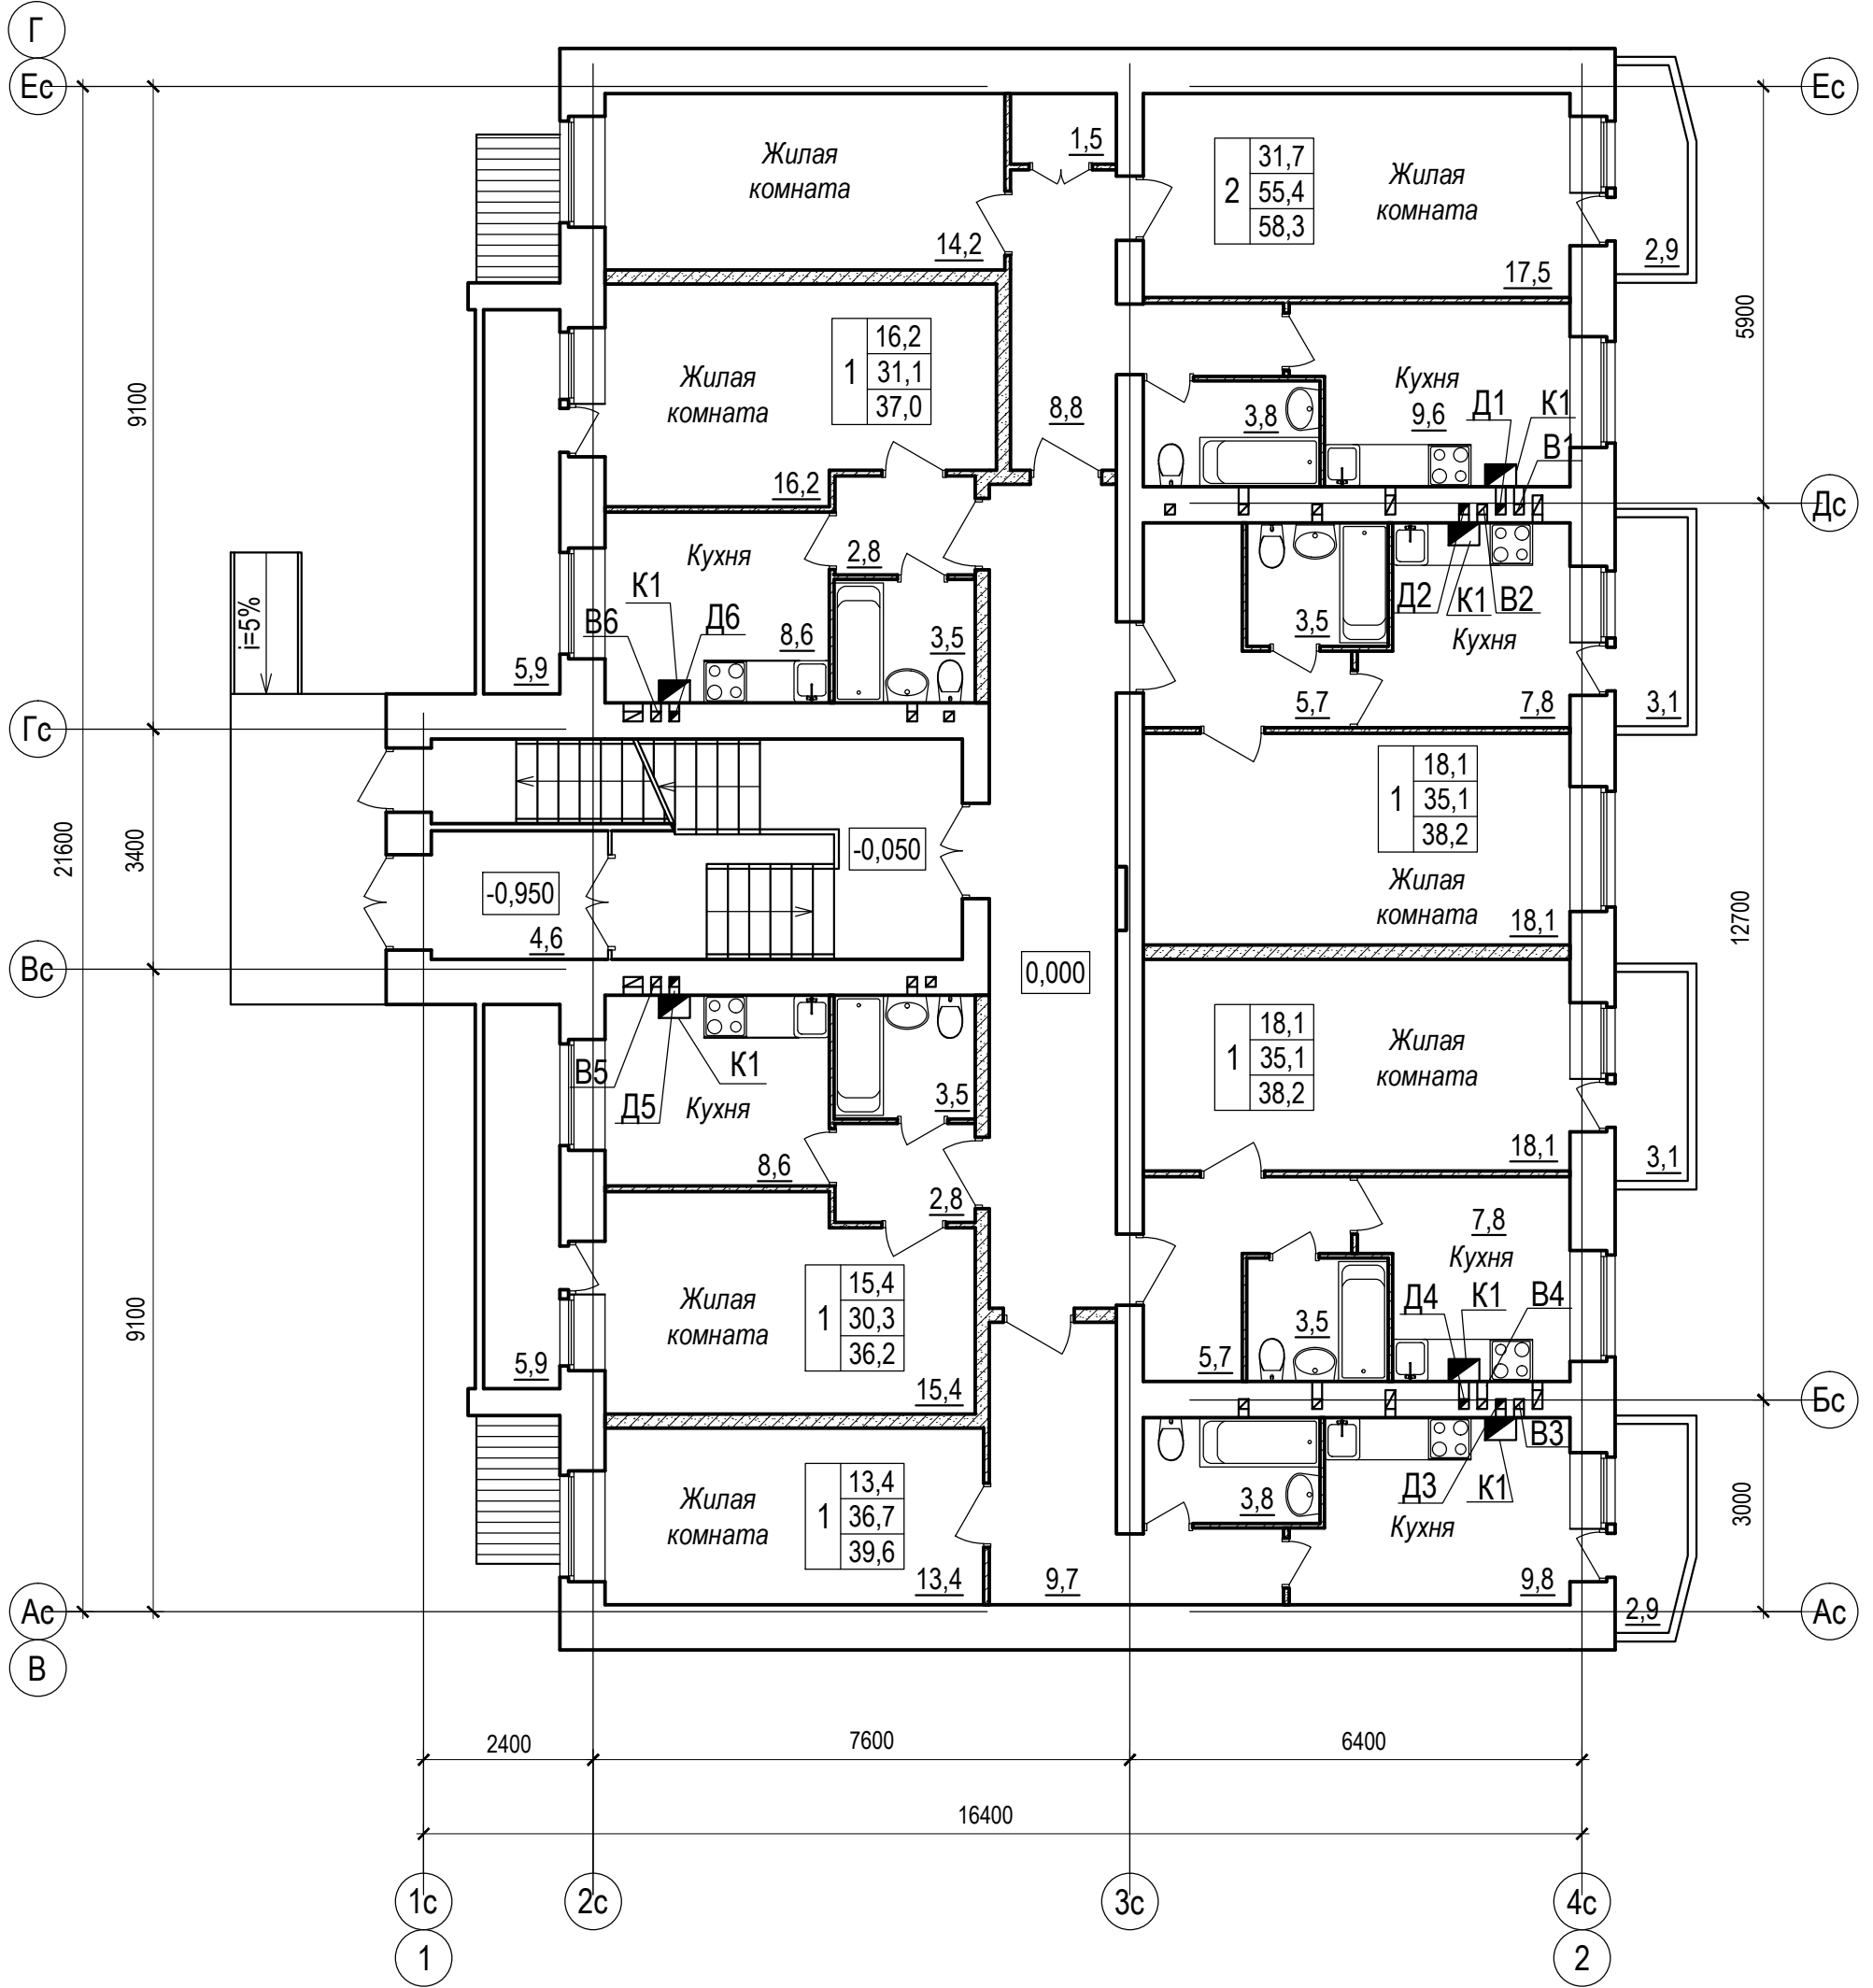 Г
Ес
Ес
Жилая
комната
14,2
1,5
2
31,7
55,4
58,3
Жилая
комната
17,5
2,9
5900
9100
Жилая
комната
1
16,2
31,1
37,0
16,2
8,8
3,8
Кухня
9,6
Д1
К1
В1
Дс
Кухня
К1
В6
Д6
8,6
2,8
3,5
5,9
i=5%
3,5
Д2
К1
В2
Кухня
5,7
7,8
3,1
Гс
21600
3400
-0,050
-0,950
4,6
1
18,1
35,1
38,2
Жилая
комната
18,1
12700
Вс
0,000
В5
Д5
К1
Кухня
3,5
8,6
2,8
1
18,1
35,1
38,2
Жилая
комната
18,1
3,1
9100
Жилая
комната
1
15,4
30,3
36,2
15,4
5,9
7,8
Кухня
Д4
К1
В4
3,5
5,7
Бс
Жилая
комната
1
13,4
36,7
39,6
13,4
9,7
3,8
Д3
К1
В3
Кухня
9,8
2,9
3000
Ас
В
Ас
2400
7600
6400
16400
1с
2с
3с
4с
1
2